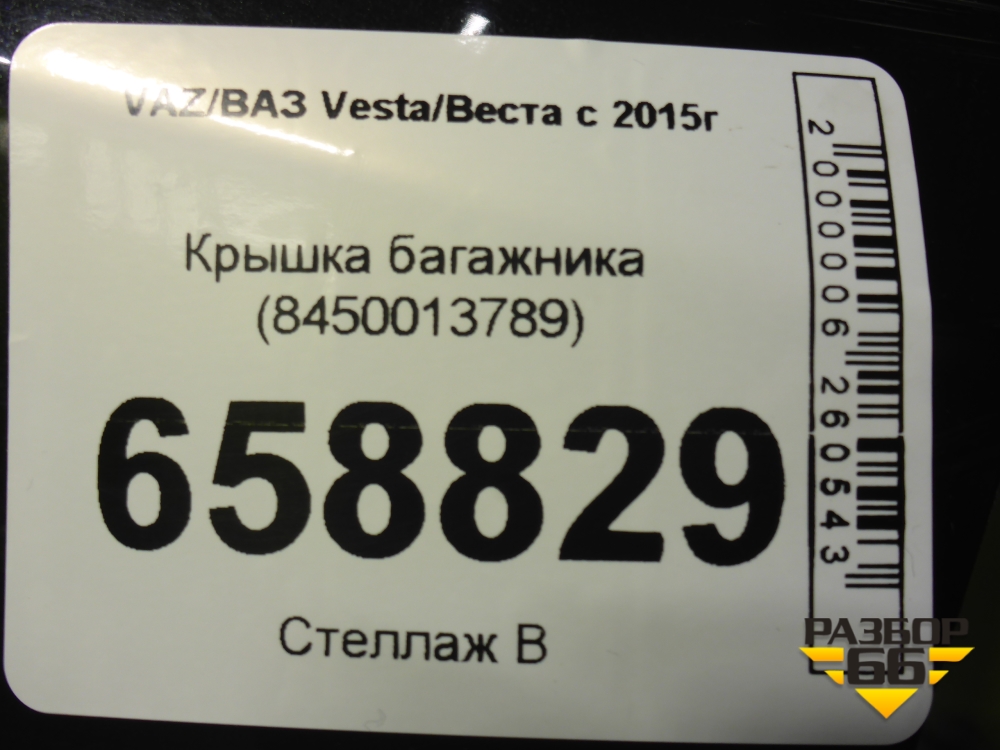 VAZ/ВАЗ Vesta/Веста с 2015г
Крышка багажника
(8450013789)
658829
Стеллаж В
2000006260543
РАЗБОР
66